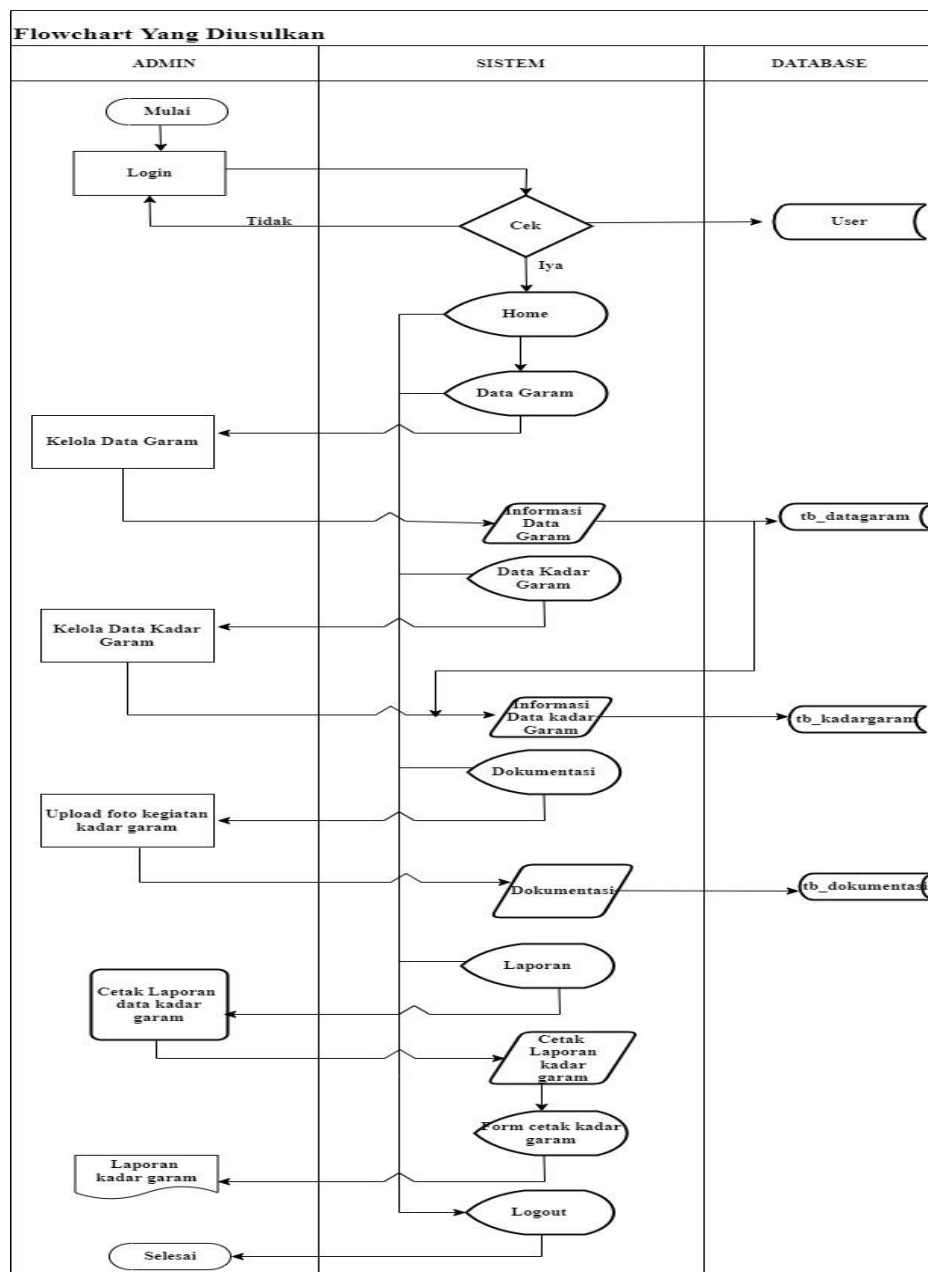 Flowchart Yang Diusulkan
ADMIN
SISTEM
DATABASE
Mulai
Login
Tidak
Cek
User
Iya
Home
Data Garam
Kelola Data Garam
Informasi
Data
Garam
tb_datagaram
Data Kadar
Garam
Kelola Data Kadar
Garam
Informasi
Data kadar
Garam
tb_kadargaram
Dokumentasi
Upload foto kegiatan
kadar garam
Dokumentasi
tb_dokumentasi
Laporan
Cetak Laporan
data kadar
garam
Cetak
Laporan
kadar
garam
Form cetak kadar
garam
Laporan
kadar garam
Logout
Selesai